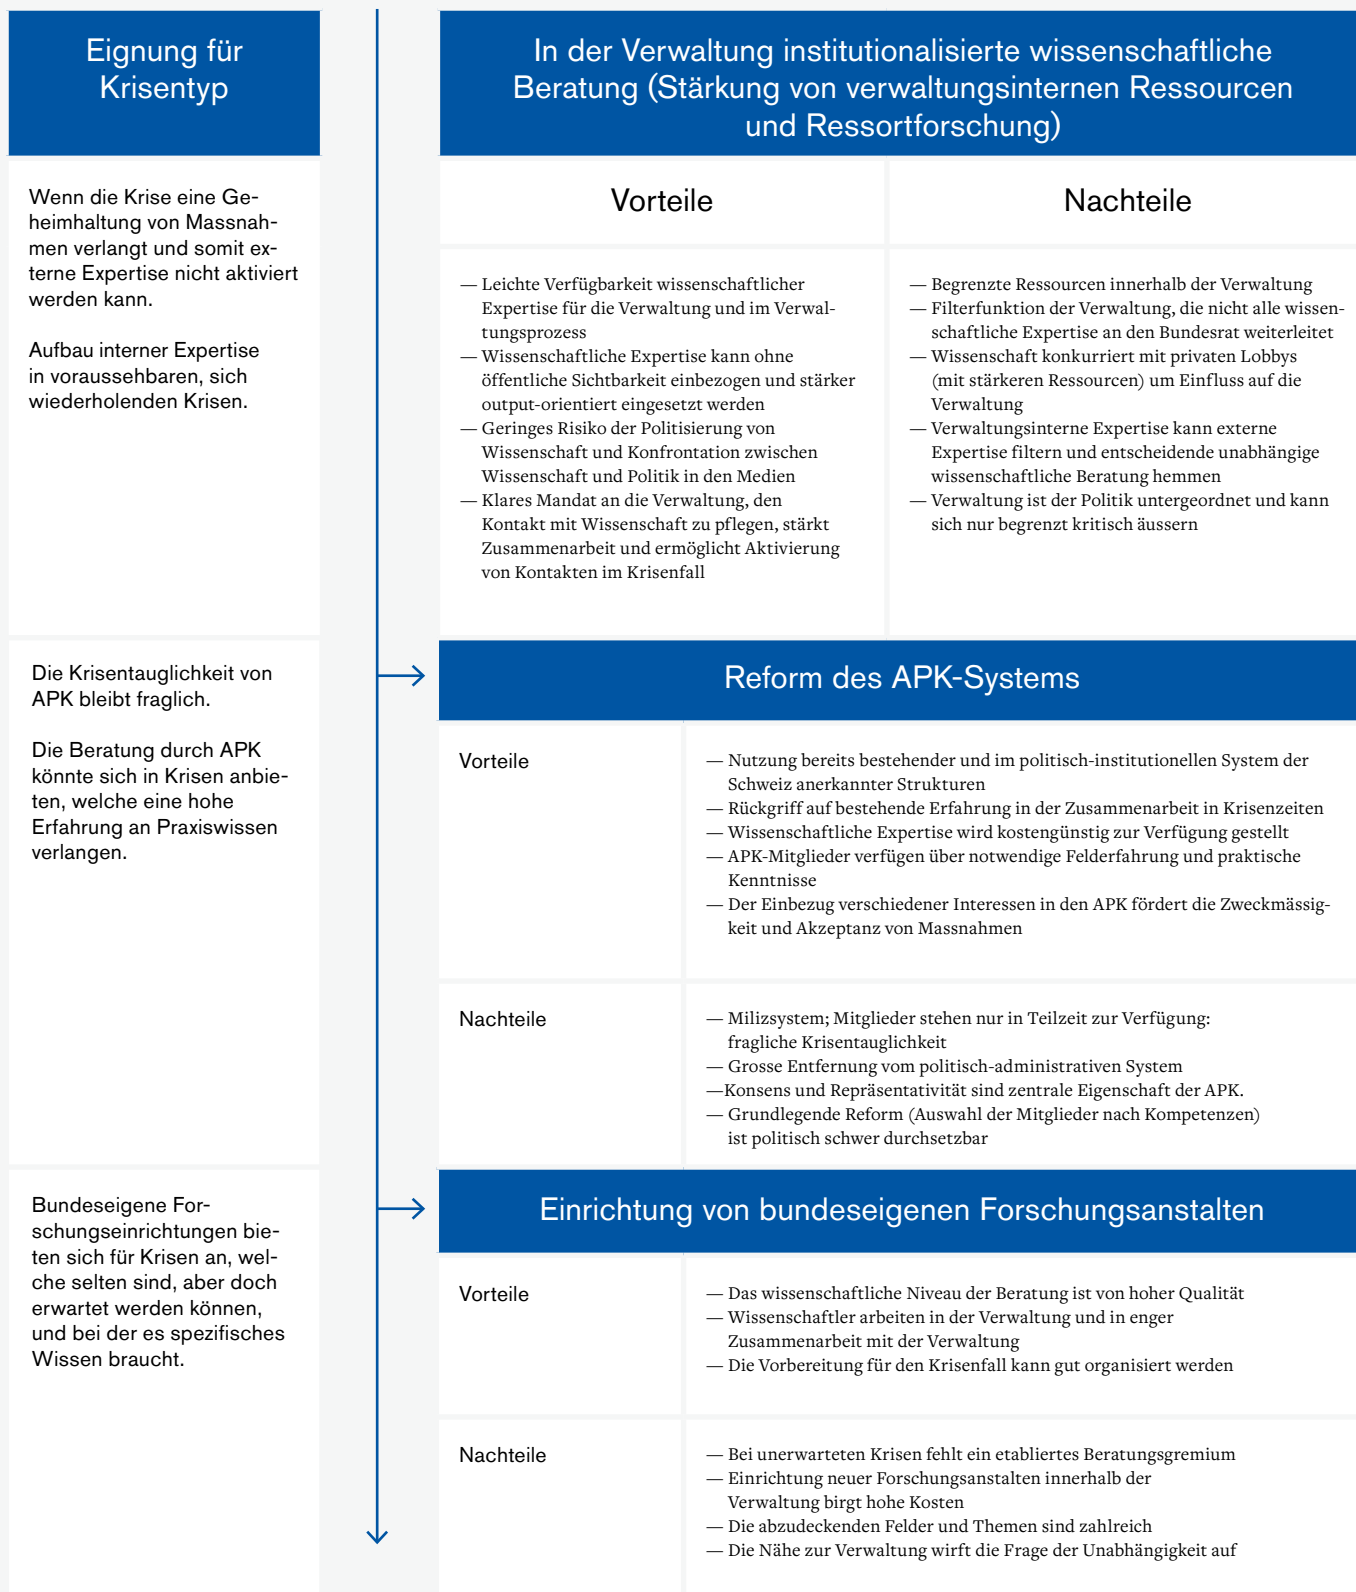 Eignung für
Krisentyp
Wenn die Krise eine Ge-
heimhaltung von Massnah-
men verlangt und somit ex-
terne Expertise nicht aktiviert
werden kann.
Aufbau interner Expertise
in voraussehbaren, sich
wiederholenden Krisen.
In der Verwaltung institutionalisierte wissenschaftliche
Beratung (Stärkung von verwaltungsinternen Ressourcen
und Ressortforschung)
Vorteile
— Leichte Verfügbarkeit wissenschaftlicher
Expertise für die Verwaltung und im Verwal-
tungsprozess
— Wissenschaftliche Expertise kann ohne
öffentliche Sichtbarkeit einbezogen und stärker
output-orientiert eingesetzt werden
— Geringes Risiko der Politisierung von
Wissenschaft und Konfrontation zwischen
Wissenschaft und Politik in den Medien
— Klares Mandat an die Verwaltung, den
Kontakt mit Wissenschaft zu pflegen, stärkt
Zusammenarbeit und ermöglicht Aktivierung
von Kontakten im Krisenfall
Nachteile
— Begrenzte Ressourcen innerhalb der Verwaltung
— Filterfunktion der Verwaltung, die nicht alle wissen-
schaftliche Expertise an den Bundesrat weiterleitet
— Wissenschaft konkurriert mit privaten Lobbys
(mit stärkeren Ressourcen) um Einfluss auf die
Verwaltung
— Verwaltungsinterne Expertise kann externe
Expertise filtern und entscheidende unabhängige
wissenschaftliche Beratung hemmen
— Verwaltung ist der Politik untergeordnet und kann
sich nur begrenzt kritisch äussern
Die Krisentauglichkeit von
APK bleibt fraglich.
Die Beratung durch APK
könnte sich in Krisen anbie-
ten, welche eine hohe
Erfahrung an Praxiswissen
verlangen.
Reform des APK-Systems
Vorteile
— Nutzung bereits bestehender und im politisch-institutionellen System der
Schweiz anerkannter Strukturen
— Rückgriff auf bestehende Erfahrung in der Zusammenarbeit in Krisenzeiten
— Wissenschaftliche Expertise wird kostengünstig zur Verfügung gestellt
— APK-Mitglieder verfügen über notwendige Felderfahrung und praktische
Kenntnisse
— Der Einbezug verschiedener Interessen in den APK fördert die Zweckmässig-
keit und Akzeptanz von Massnahmen
Nachteile
— Milizsystem; Mitglieder stehen nur in Teilzeit zur Verfügung:
fragliche Krisentauglichkeit
— Grosse Entfernung vom politisch-administrativen System
—Konsens und Repräsentativität sind zentrale Eigenschaft der APK.
— Grundlegende Reform (Auswahl der Mitglieder nach Kompetenzen)
ist politisch schwer durchsetzbar
Bundeseigene For-
schungseinrichtungen bie-
ten sich für Krisen an, wel-
che selten sind, aber doch
erwartet werden können,
und bei der es spezifisches
Wissen braucht.
Einrichtung von bundeseigenen Forschungsanstalten
Vorteile
— Das wissenschaftliche Niveau der Beratung ist von hoher Qualität
— Wissenschaftler arbeiten in der Verwaltung und in enger
Zusammenarbeit mit der Verwaltung
— Die Vorbereitung für den Krisenfall kann gut organisiert werden
Nachteile
— Bei unerwarteten Krisen fehlt ein etabliertes Beratungsgremium
— Einrichtung neuer Forschungsanstalten innerhalb der
Verwaltung birgt hohe Kosten
— Die abzudeckenden Felder und Themen sind zahlreich
— Die Nähe zur Verwaltung wirft die Frage der Unabhängigkeit auf